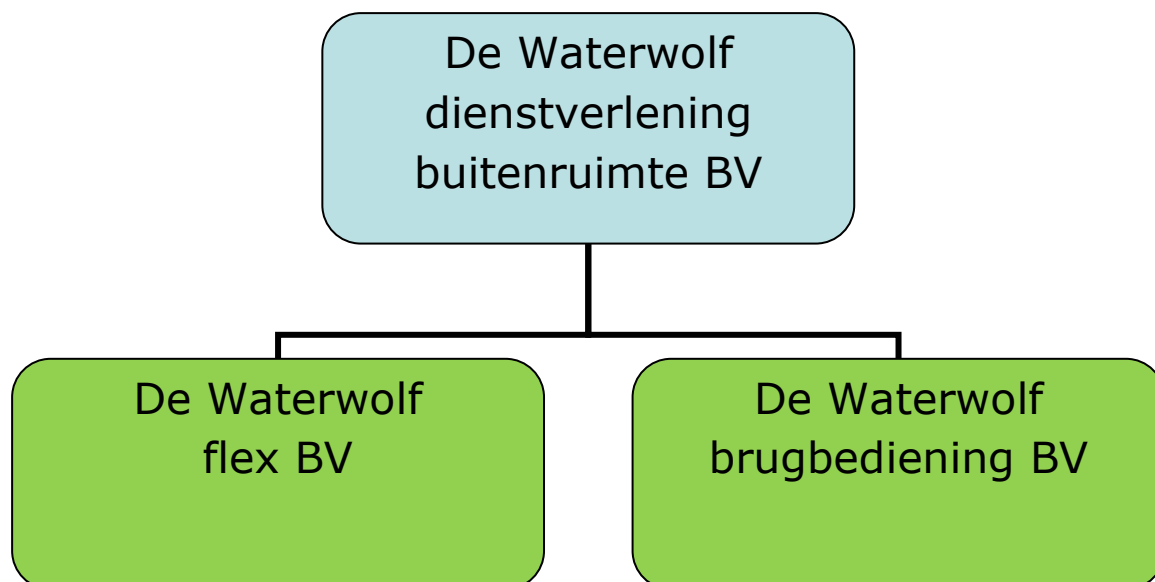 De Waterwolf
dienstverlening
buitenruimte BV
De Waterwolf
flex BV
De Waterwolf
brugbediening BV